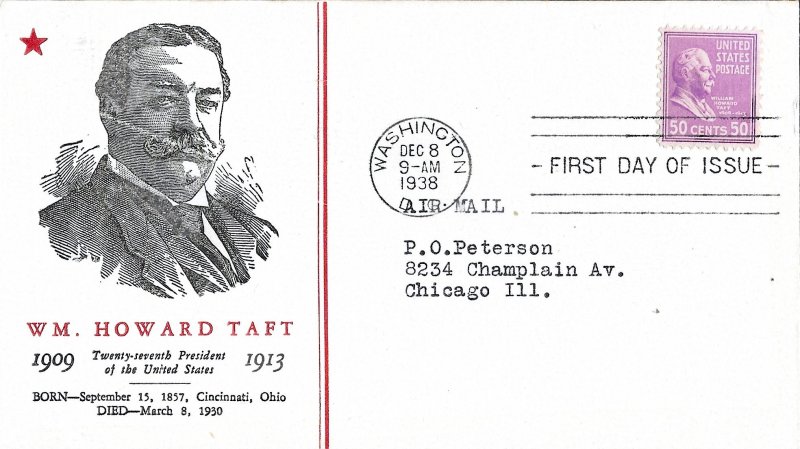 WM. HOWARD TAFT
1909 Twenty-seventh President of the United States 1913
BORN—September 15, 1857, Cincinnati, Ohio
DIED—March 8, 1930
WASHINGTON
DEC 8
9-AM
1938
D.C.
UNITED
STATES
POSTAGE
WILLIAM
HOWARD
TAFT
1909-1913
50 CENTS 50
- FIRST DAY OF ISSUE -
AIR MAIL
P.O.Peterson
8234 Champlain Av.
Chicago Ill.